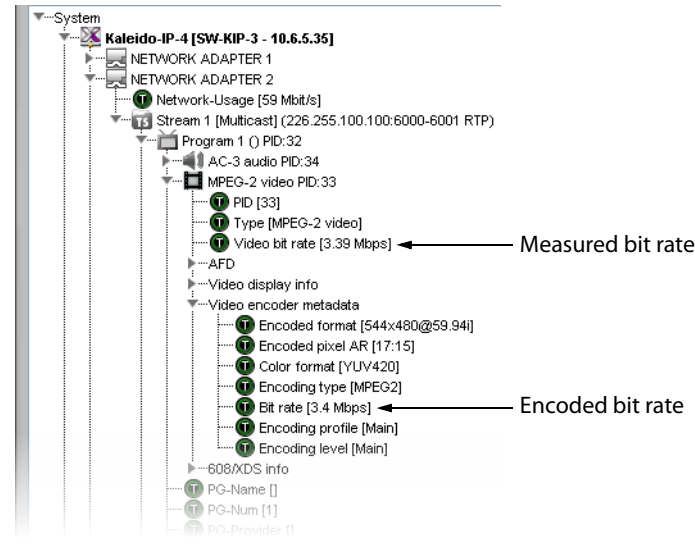 System
Kaleido-IP-4 [SW-KIP-3 - 10.6.5.35)]
NETWORK ADAPTER 1
NETWORK ADAPTER 2
T Network-Usage [59 Mbit/s]
TS Stream 1 [Multicast] (226.255.100.100:6000-6001 RTP)
Program 1 () PID:32
AC-3 audio PID:34
MPEG-2 video PID:33
T PID [33]
T Type [MPEG-2 video]
T Video bit rate [3.39 Mbps] Measured bit rate
AFD
Video display info
Video encoder metadata
T Encoded format [544x480@59.94i]
T Encoded pixel AR [17:15]
T Color format [YUV420]
T Encoding type [MPEG2]
T Bit rate [3.4 Mbps] Encoded bit rate
T Encoding profile [Main]
T Encoding level [Main]
608/XDS info
T PG-Name []
T PG-Num [1]
T PG-Provider []